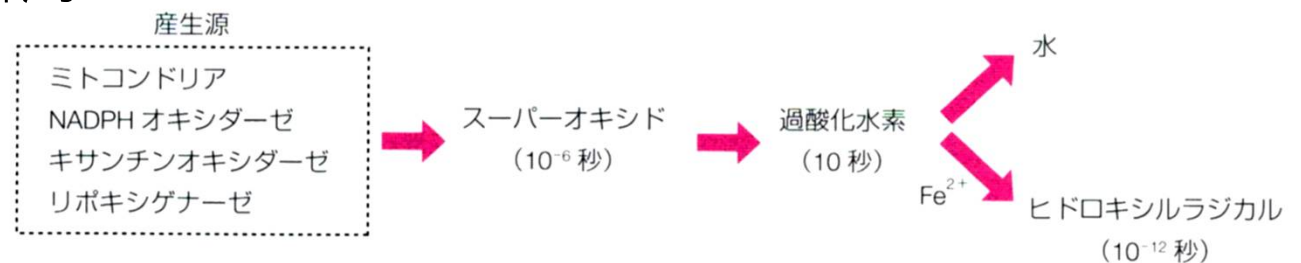 産生源
ミトコンドリア
NADPH オキシダーゼ
キサンチンオキシダーゼ
リポキシゲナーゼ
スーパーオキシド
（10⁻⁶ 秒）
過酸化水素
（10 秒）
水
Fe²⁺
ヒドロキシルラジカル
（10⁻¹² 秒）